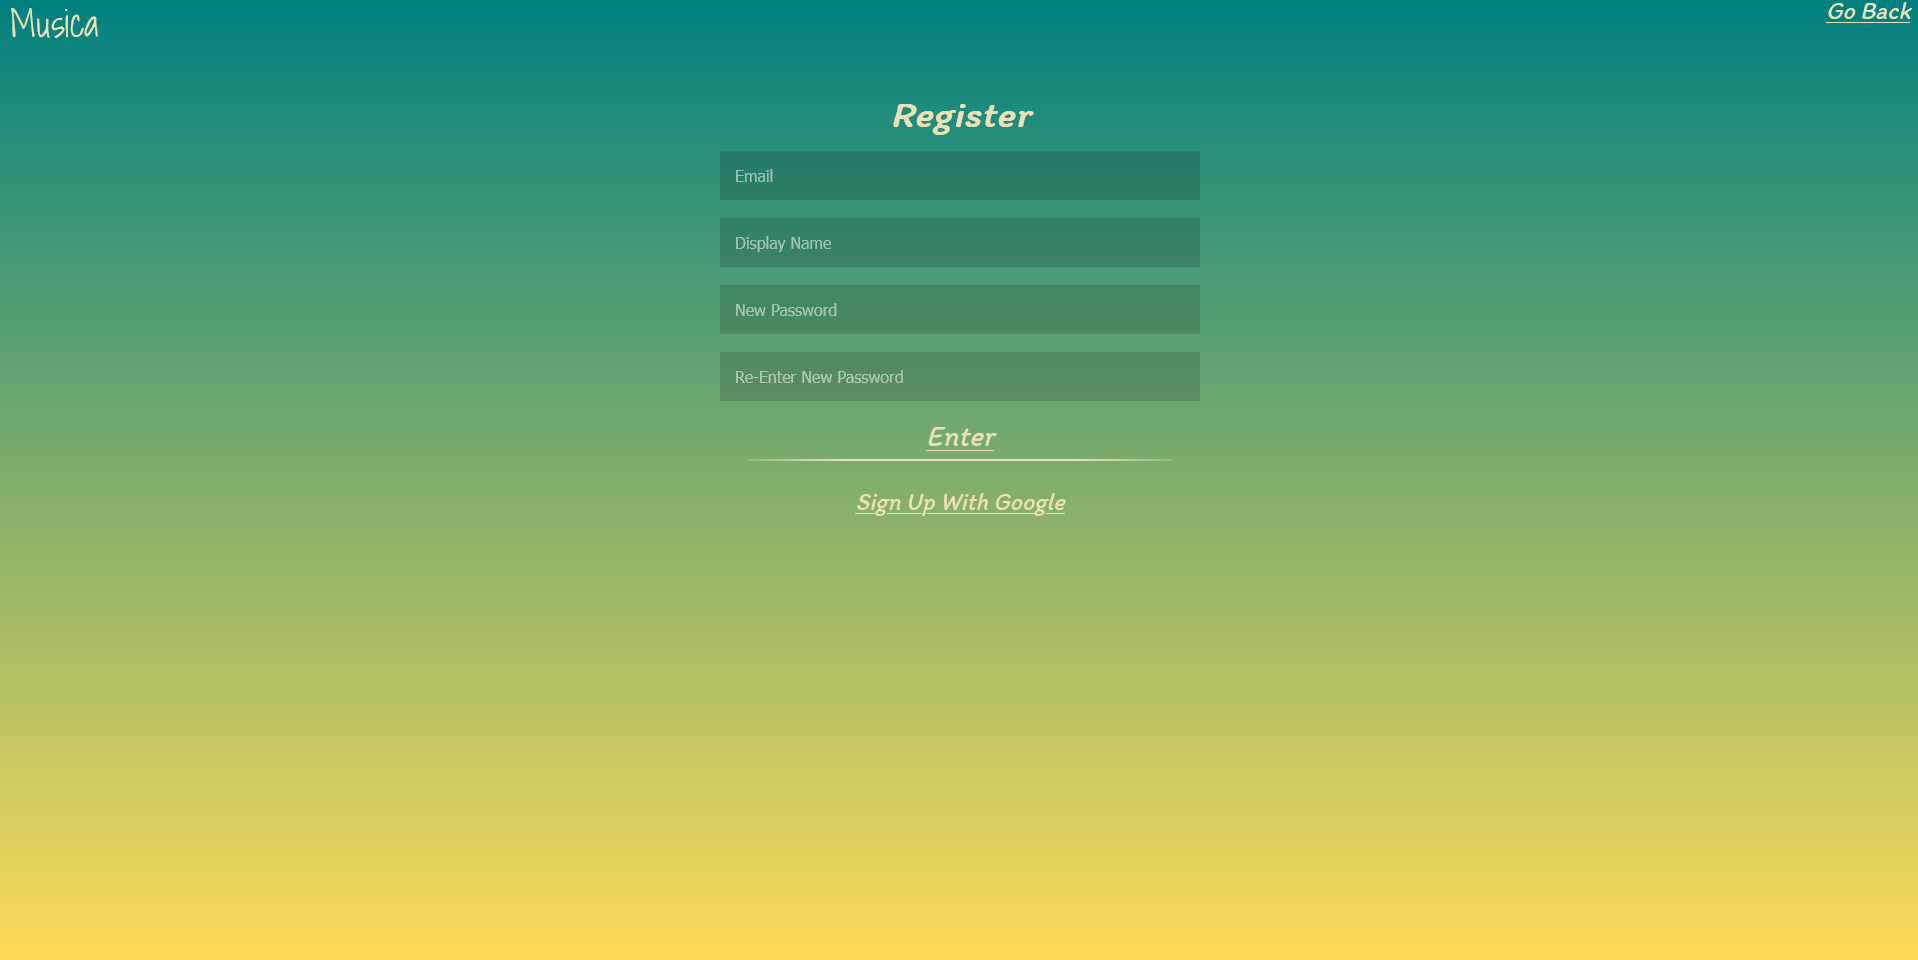 Musica
Go Back
Register
Email
Display Name
New Password
Re-Enter New Password
Enter
Sign Up With Google